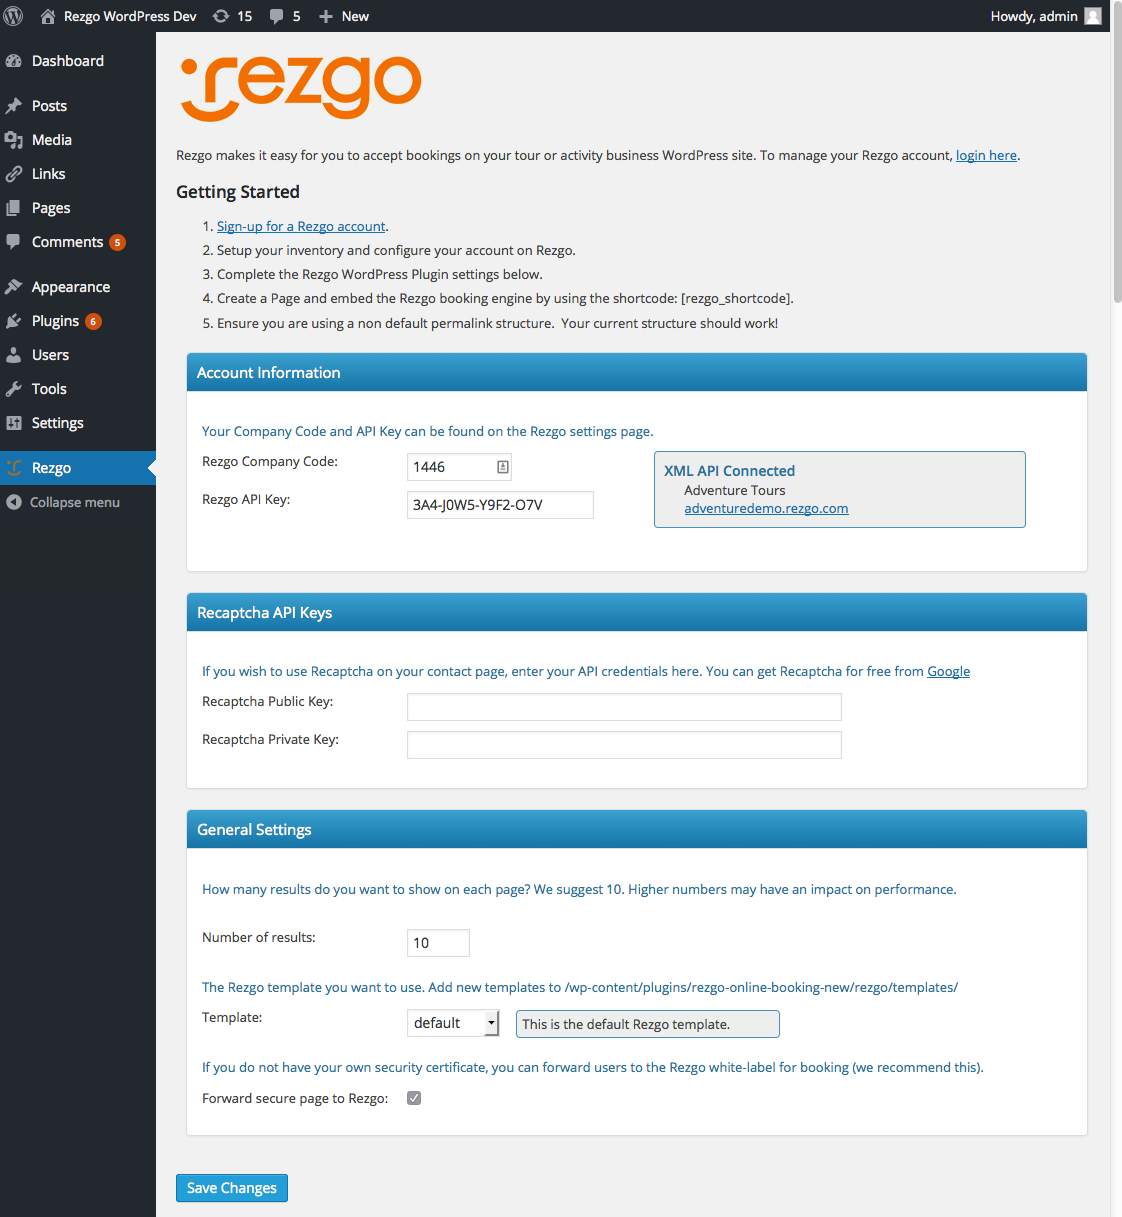 Rezgo WordPress Dev 15 5 New Howdy, admin
Dashboard
Posts
Media
Links
Pages
Comments 5
Appearance
Plugins 6
Users
Tools
Settings
Rezgo
Collapse menu
rezgo
Rezgo makes it easy for you to accept bookings on your tour or activity business WordPress site. To manage your Rezgo account, login here.
Getting Started
1. Sign-up for a Rezgo account.
2. Setup your inventory and configure your account on Rezgo.
3. Complete the Rezgo WordPress Plugin settings below.
4. Create a Page and embed the Rezgo booking engine by using the shortcode: [rezgo_shortcode].
5. Ensure you are using a non default permalink structure. Your current structure should work!
Account Information
Your Company Code and API Key can be found on the Rezgo settings page.
Rezgo Company Code: 1446
Rezgo API Key: 3A4-J0W5-Y9F2-O7V
XML API Connected
Adventure Tours
adventuredemo.rezgo.com
Recaptcha API Keys
If you wish to use Recaptcha on your contact page, enter your API credentials here. You can get Recaptcha for free from Google
Recaptcha Public Key:
Recaptcha Private Key:
General Settings
How many results do you want to show on each page? We suggest 10. Higher numbers may have an impact on performance.
Number of results: 10
The Rezgo template you want to use. Add new templates to /wp-content/plugins/rezgo-online-booking-new/rezgo/templates/
Template: default This is the default Rezgo template.
If you do not have your own security certificate, you can forward users to the Rezgo white-label for booking (we recommend this).
Forward secure page to Rezgo:
Save Changes